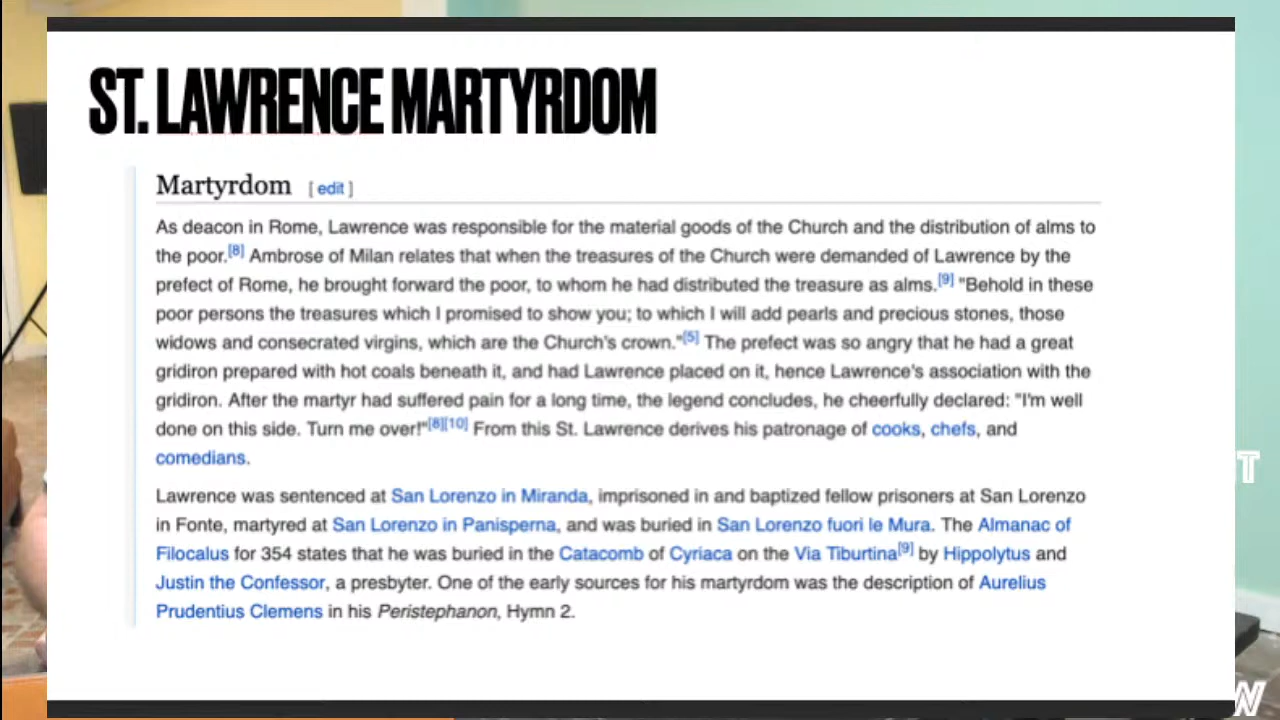 ST. LAWRENCE MARTYRDOM
Martyrdom [ edit ]
As deacon in Rome, Lawrence was responsible for the material goods of the Church and the distribution of alms to
the poor.[8] Ambrose of Milan relates that when the treasures of the Church were demanded of Lawrence by the
prefect of Rome, he brought forward the poor, to whom he had distributed the treasure as alms.[9] "Behold in these
poor persons the treasures which I promised to show you; to which I will add pearls and precious stones, those
widows and consecrated virgins, which are the Church's crown."[5] The prefect was so angry that he had a great
gridiron prepared with hot coals beneath it, and had Lawrence placed on it, hence Lawrence's association with the
gridiron. After the martyr had suffered pain for a long time, the legend concludes, he cheerfully declared: "I'm well
done on this side. Turn me over!"[8][10] From this St. Lawrence derives his patronage of cooks, chefs, and
comedians.
Lawrence was sentenced at San Lorenzo in Miranda, imprisoned in and baptized fellow prisoners at San Lorenzo
in Fonte, martyred at San Lorenzo in Panisperna, and was buried in San Lorenzo fuori le Mura. The Almanac of
Filocalus for 354 states that he was buried in the Catacomb of Cyriaca on the Via Tiburtina[9] by Hippolytus and
Justin the Confessor, a presbyter. One of the early sources for his martyrdom was the description of Aurelius
Prudentius Clemens in his Peristephanon, Hymn 2.